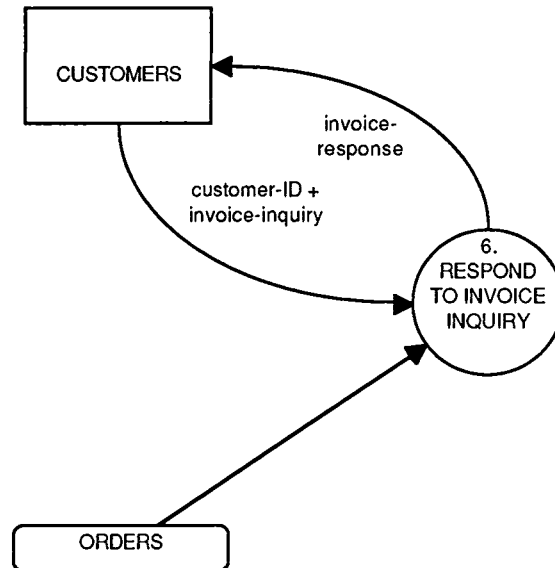 CUSTOMERS
invoice-
response
customer-ID +
invoice-inquiry
6.
RESPOND
TO INVOICE
INQUIRY
ORDERS